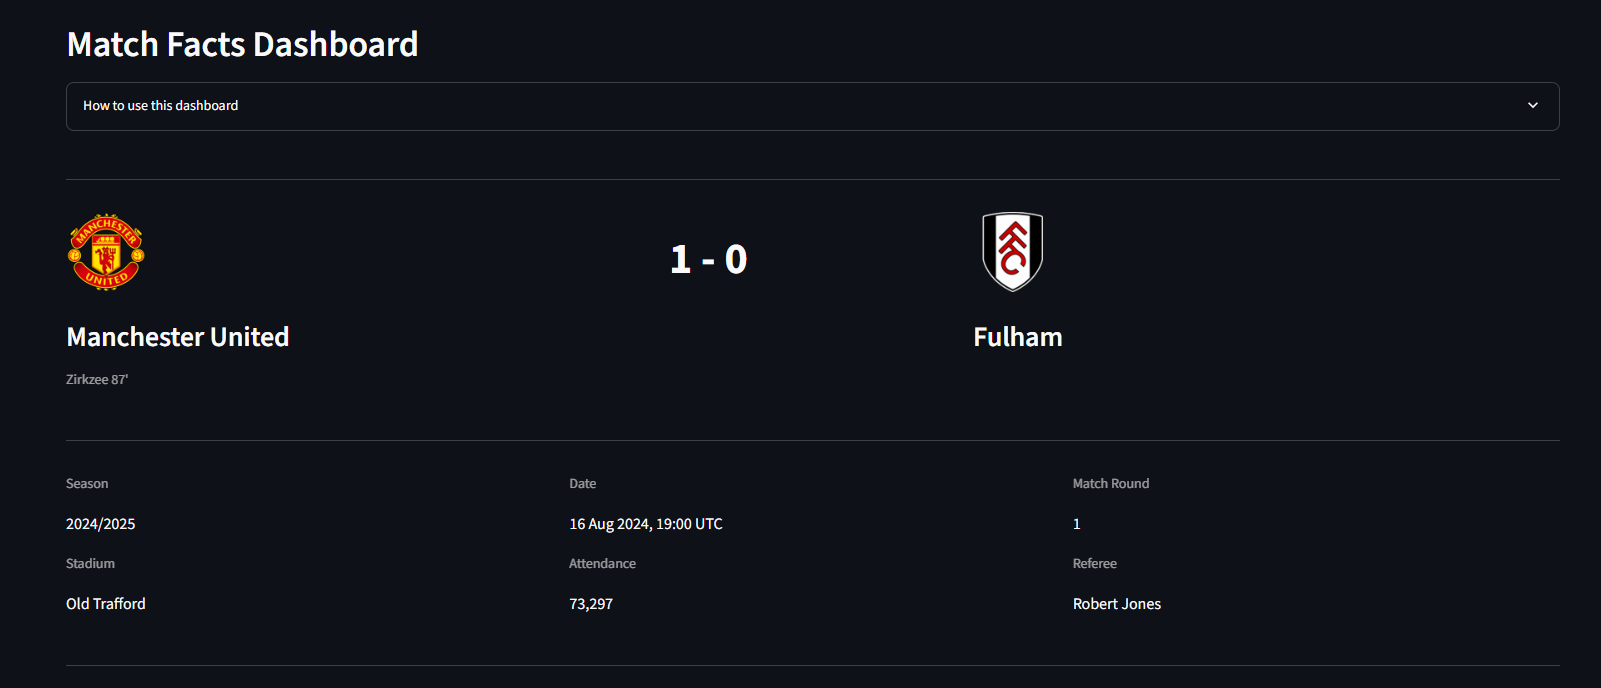 Match Facts Dashboard
How to use this dashboard
MANCHESTER
UNITED
1 - 0
FFC
Manchester United
Fulham
Zirkzee 87'
Season
Date
Match Round
2024/2025
16 Aug 2024, 19:00 UTC
1
Stadium
Attendance
Referee
Old Trafford
73,297
Robert Jones